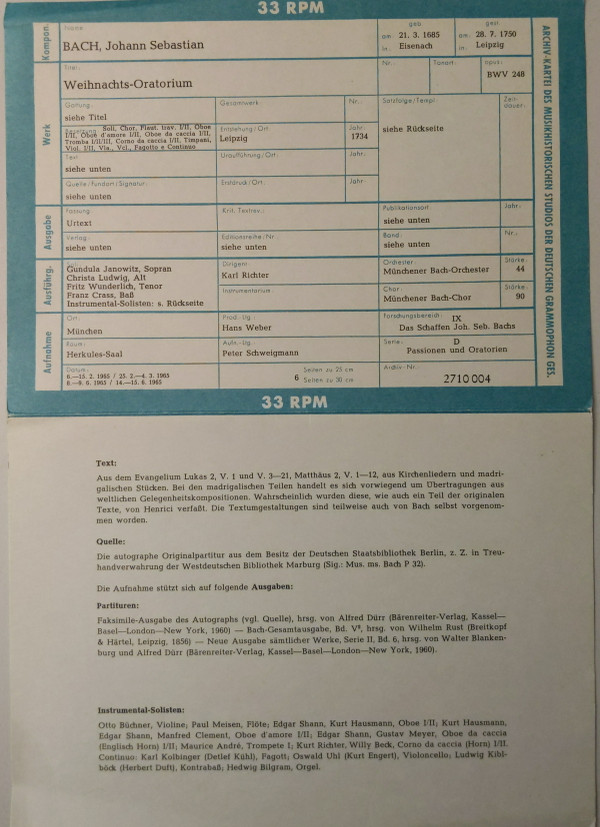 33 RPM
Kompon.
Name:
BACH, Johann Sebastian
geb.
am: 21. 3. 1685
in: Eisenach
gest.
am: 28. 7. 1750
in: Leipzig
Werk
Titel:
Weihnachts-Oratorium
Nr.:
Tonart:
opus:
BWV 248
Gattung:
siehe Titel
Gesamtwerk:
Nr.:
Satzfolge/Tempi:
siehe Rückseite
Zeit-
dauer:
Besetzung: Soli, Chor, Flaut. trav. I/II, Oboe
I/II, Oboe d'amore I/II, Oboe da caccia I/II,
Tromba I/II/III, Corno da caccia I/II, Timpani,
Viol. I/II, Vla., Vcl., Fagotto e Continuo
Entstehung/Ort:
Leipzig
Jahr:
1734
Text:
siehe unten
Uraufführung/Ort:
Jahr:
Quelle/Fundort/Signatur:
siehe unten
Erstdruck/Ort:
Jahr:
Ausgabe
Fassung:
Urtext
Krit. Textrev.:
Publikationsort:
siehe unten
Jahr:
Verlag:
siehe unten
Editionsreihe/Nr.:
siehe unten
Band:
siehe unten
Nr.:
Ausführg.
Gundula Janowitz, Sopran
Christa Ludwig, Alt
Fritz Wunderlich, Tenor
Franz Crass, Baß
Instrumental-Solisten: s. Rückseite
Dirigent:
Karl Richter
Instrumentarium:
Orchester:
Münchener Bach-Orchester
Stärke:
44
Chor:
Münchener Bach-Chor
Stärke:
90
Aufnahme
Ort:
München
Prod.-Ltg.:
Hans Weber
Forschungsbereich: IX
Das Schaffen Joh. Seb. Bachs
Raum:
Herkules-Saal
Aufn.-Ltg.:
Peter Schweigmann
Serie: D
Passionen und Oratorien
Datum:
6.—15. 2. 1965 / 25. 2.—4. 3. 1965
6.—8. 6. 1965 / 14.—15. 6. 1965
Seiten zu 25 cm
6 Seiten zu 30 cm
Archiv-Nr.
2710 004
ARCHIV-KARTEI DES MUSIKHISTORISCHEN STUDIOS DER DEUTSCHEN GRAMMOPHON GES.
33 RPM
Text:
Aus dem Evangelium Lukas 2, V. 1 und V. 3—21, Matthäus 2, V. 1—12, aus Kirchenliedern und madri-
galischen Stücken. Bei den madrigalischen Teilen handelt es sich vorwiegend um Übertragungen aus
weltlichen Gelegenheitskompositionen. Wahrscheinlich wurden diese, wie auch ein Teil der originalen
Texte, von Henrici verfaßt. Die Textumgestaltungen sind teilweise auch von Bach selbst vorgenom-
men worden.
Quelle:
Die autographe Originalpartitur aus dem Besitz der Deutschen Staatsbibliothek Berlin, z. Z. in Treu-
handverwahrung der Westdeutschen Bibliothek Marburg (Sig.: Mus. ms. Bach P 32).
Die Aufnahme stützt sich auf folgende Ausgaben:
Partituren:
Faksimile-Ausgabe des Autographs (vgl. Quelle), hrsg. von Alfred Dürr (Bärenreiter-Verlag, Kassel—
Basel—London—New York, 1960) — Bach-Gesamtausgabe, Bd. V², hrsg. von Wilhelm Rust (Breitkopf
& Härtel, Leipzig, 1856) — Neue Ausgabe sämtlicher Werke, Serie II, Bd. 6, hrsg. von Walter Blanken-
burg und Alfred Dürr (Bärenreiter-Verlag, Kassel—Basel—London—New York, 1960).
Instrumental-Solisten:
Otto Büchner, Violine; Paul Meisen, Flöte; Edgar Shann, Kurt Hausmann, Oboe I/II; Kurt Hausmann,
Edgar Shann, Manfred Clement, Oboe d'amore I/II; Edgar Shann, Gustav Meyer, Oboe da caccia
(Englisch Horn) I/II; Maurice André, Trompete I; Kurt Richter, Willy Beck, Corno da caccia (Horn) I/II.
Continuo: Karl Kolbinger (Detlef Kühl), Fagott; Oswald Uhl (Kurt Engert), Violoncello; Ludwig Kibl-
böck (Herbert Duft), Kontrabaß; Hedwig Bilgram, Orgel.